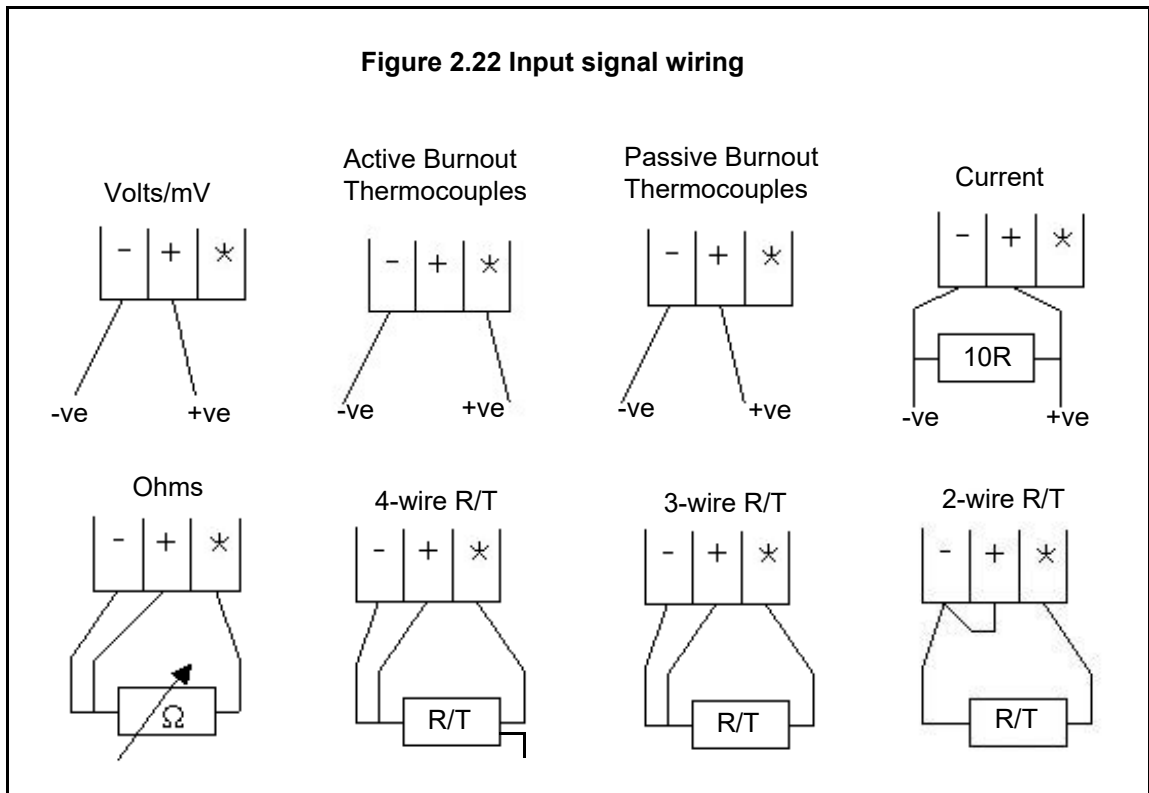 Figure 2.22 Input signal wiring
Volts/mV
Active Burnout
Thermocouples
Passive Burnout
Thermocouples
Current
- + *
- + *
- + *
- + *
10R
-ve +ve
-ve +ve
-ve +ve
-ve +ve
Ohms
4-wire R/T
3-wire R/T
2-wire R/T
- + *
- + *
- + *
- + *
Ω
R/T
R/T
R/T